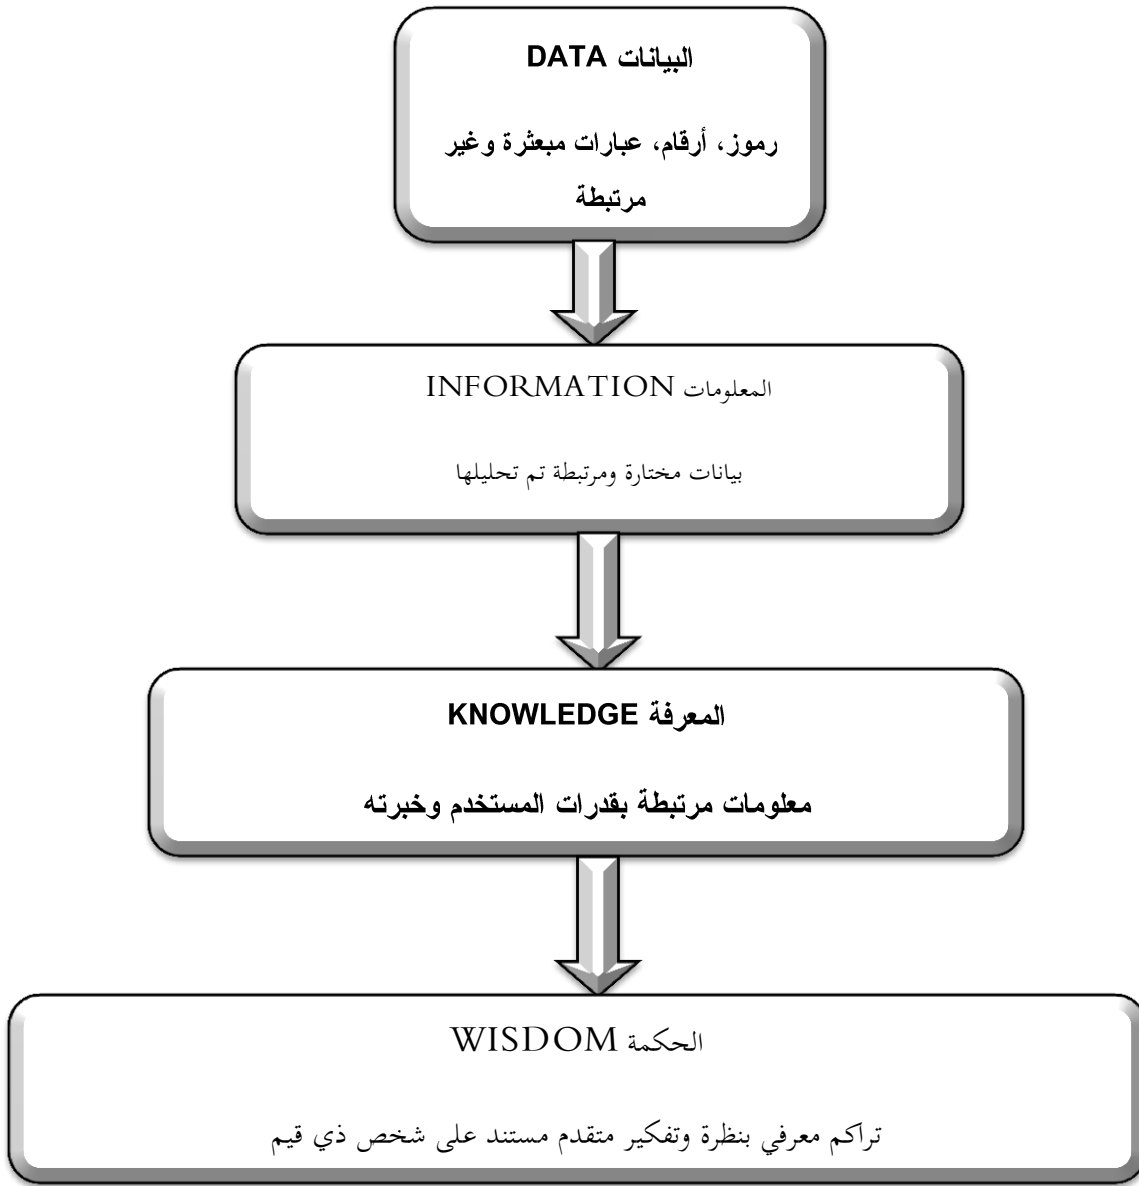 البيانات DATA
رموز، أرقام، عبارات مبعثرة وغير
مرتبطة
المعلومات INFORMATION
بيانات مختارة ومرتبطة تم تحليلها
المعرفة KNOWLEDGE
معلومات مرتبطة بقدرات المستخدم وخبرته
الحكمة WISDOM
تراكم معرفي بنظرة وتفكير متقدم مستند على شخص ذي قيم